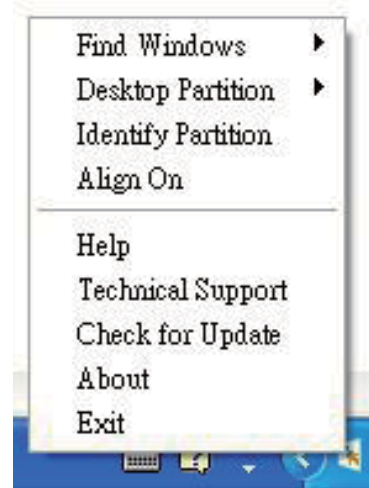 Find Windows
Desktop Partition
Identify Partition
Align On
Help
Technical Support
Check for Update
About
Exit